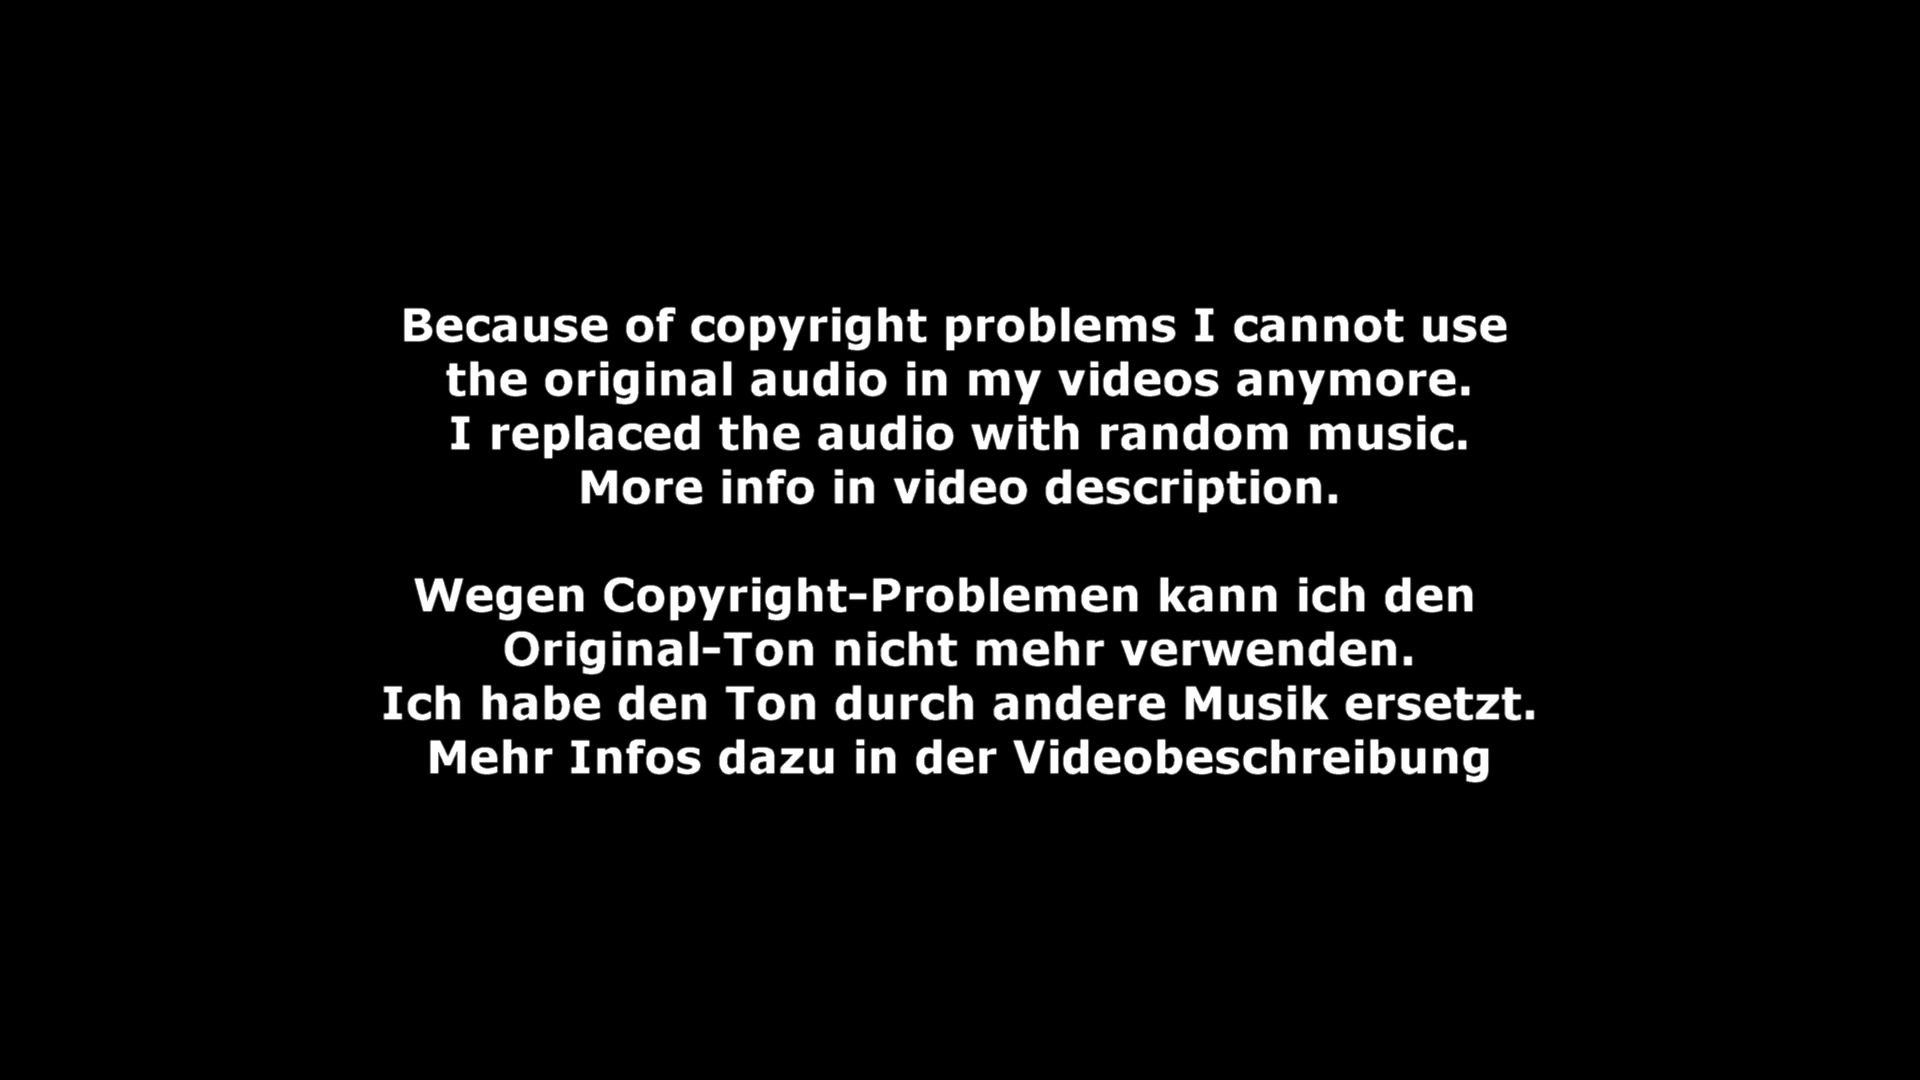 Because of copyright problems I cannot use
the original audio in my videos anymore.
I replaced the audio with random music.
More info in video description.
Wegen Copyright-Problemen kann ich den
Original-Ton nicht mehr verwenden.
Ich habe den Ton durch andere Musik ersetzt.
Mehr Infos dazu in der Videobeschreibung